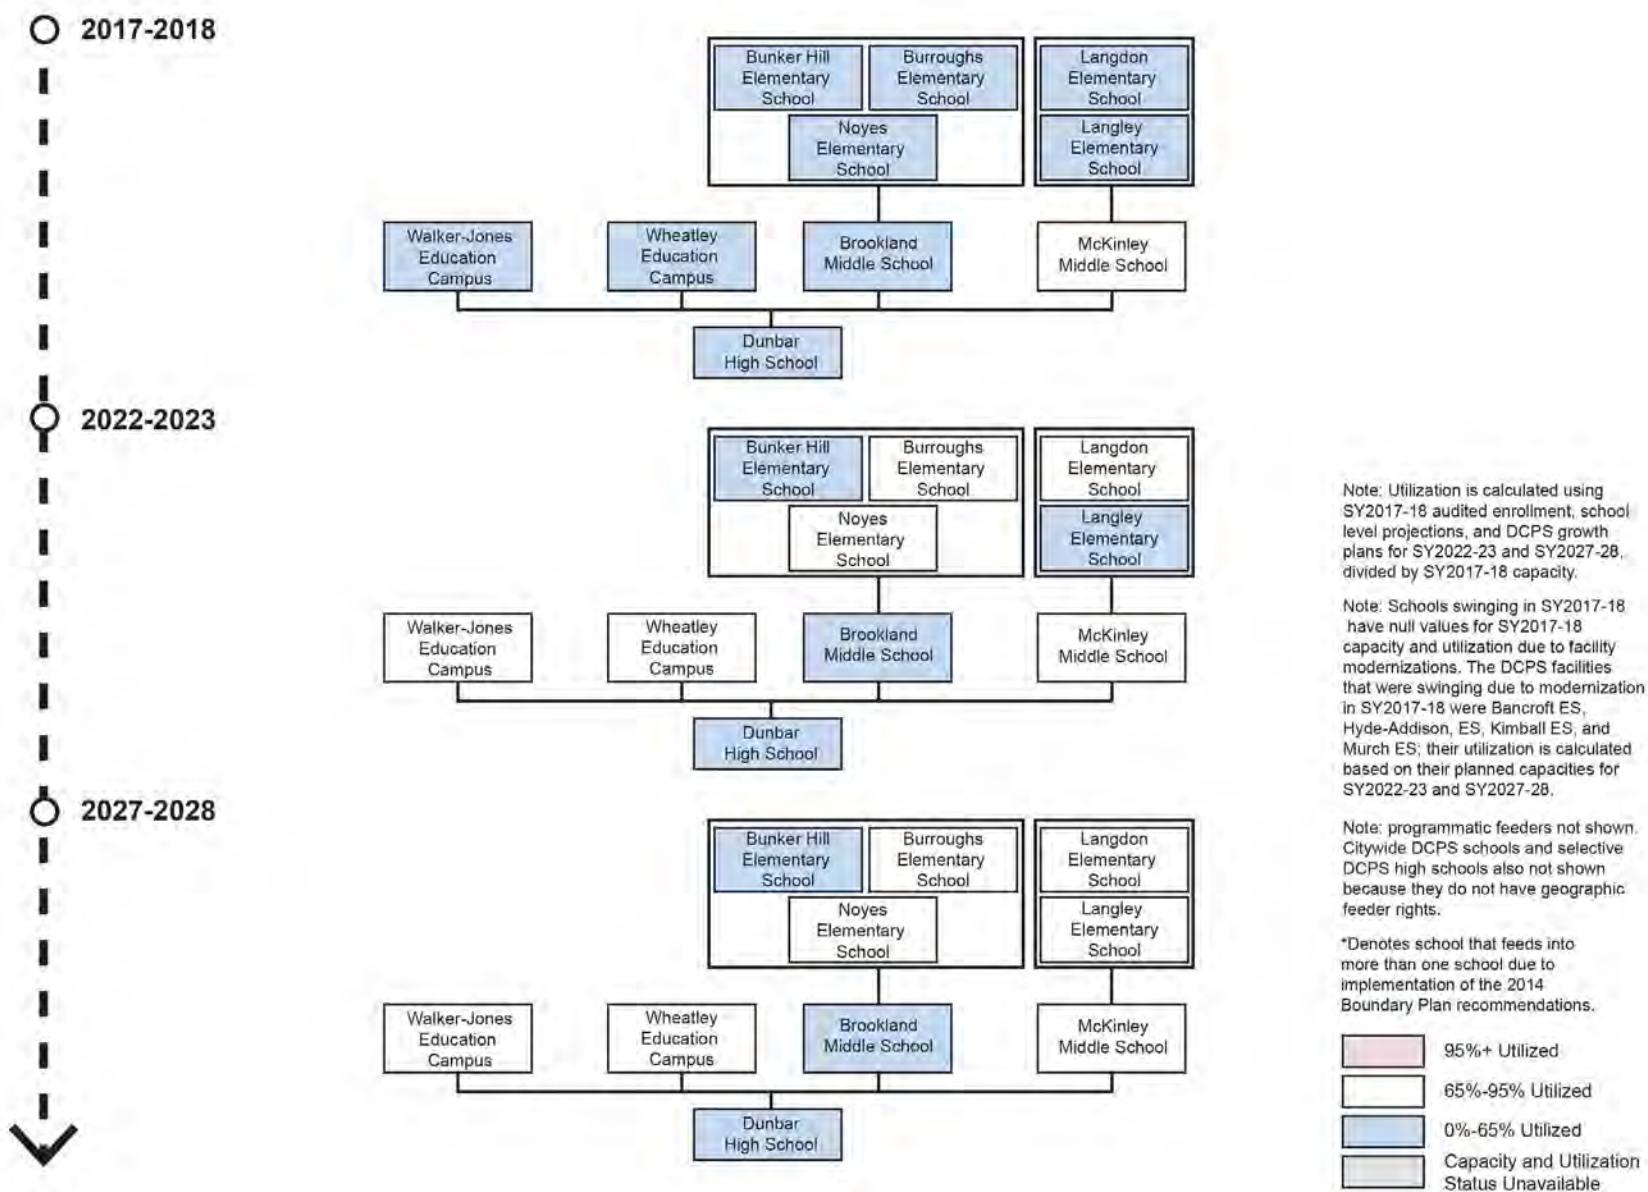 2017-2018
Bunker Hill
Elementary
School
Burroughs
Elementary
School
Noyes
Elementary
School
Langdon
Elementary
School
Langley
Elementary
School
Walker-Jones
Education
Campus
Wheatley
Education
Campus
Brookland
Middle School
McKinley
Middle School
Dunbar
High School
2022-2023
Bunker Hill
Elementary
School
Burroughs
Elementary
School
Noyes
Elementary
School
Langdon
Elementary
School
Langley
Elementary
School
Walker-Jones
Education
Campus
Wheatley
Education
Campus
Brookland
Middle School
McKinley
Middle School
Dunbar
High School
2027-2028
Bunker Hill
Elementary
School
Burroughs
Elementary
School
Noyes
Elementary
School
Langdon
Elementary
School
Langley
Elementary
School
Walker-Jones
Education
Campus
Wheatley
Education
Campus
Brookland
Middle School
McKinley
Middle School
Dunbar
High School
Note: Utilization is calculated using
SY2017-18 audited enrollment, school
level projections, and DCPS growth
plans for SY2022-23 and SY2027-28,
divided by SY2017-18 capacity.
Note: Schools swinging in SY2017-18
have null values for SY2017-18
capacity and utilization due to facility
modernizations. The DCPS facilities
that were swinging due to modernization
in SY2017-18 were Bancroft ES,
Hyde-Addison, ES, Kimball ES, and
Murch ES; their utilization is calculated
based on their planned capacities for
SY2022-23 and SY2027-28.
Note: programmatic feeders not shown.
Citywide DCPS schools and selective
DCPS high schools also not shown
because they do not have geographic
feeder rights.
*Denotes school that feeds into
more than one school due to
implementation of the 2014
Boundary Plan recommendations.
95%+ Utilized
65%-95% Utilized
0%-65% Utilized
Capacity and Utilization
Status Unavailable